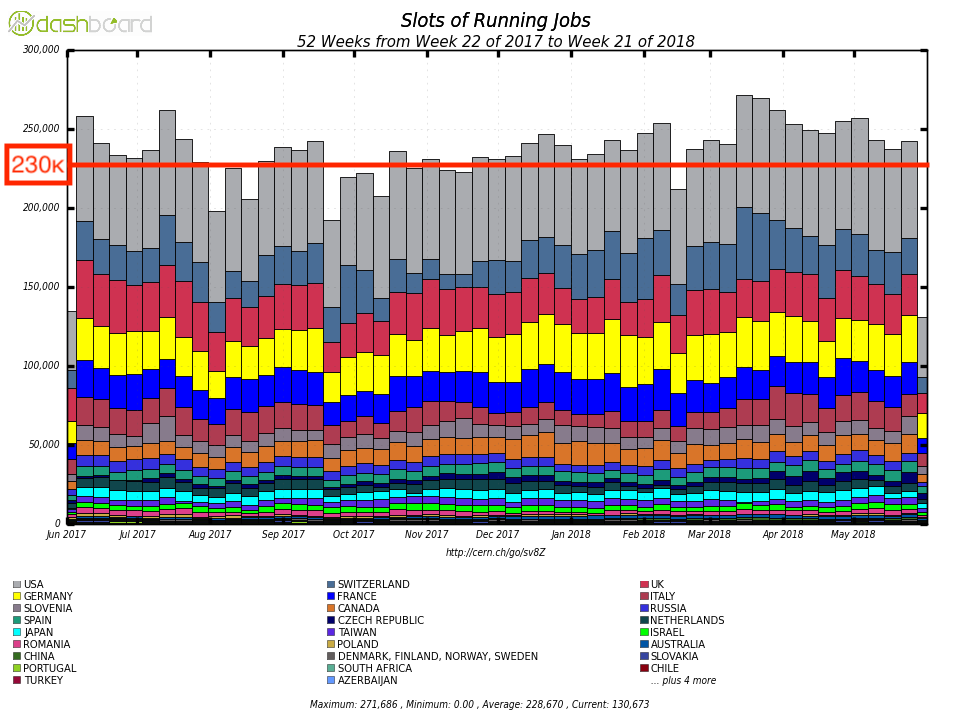 dashboard
Slots of Running Jobs
52 Weeks from Week 22 of 2017 to Week 21 of 2018
300,000
250,000
230K
200,000
150,000
100,000
50,000
0
Jun 2017 Jul 2017 Aug 2017 Sep 2017 Oct 2017 Nov 2017 Dec 2017 Jan 2018 Feb 2018 Mar 2018 Apr 2018 May 2018
http://cern.ch/go/sv8Z
USA SWITZERLAND UK
GERMANY FRANCE ITALY
SLOVENIA CANADA RUSSIA
SPAIN CZECH REPUBLIC NETHERLANDS
JAPAN TAIWAN ISRAEL
ROMANIA POLAND AUSTRALIA
CHINA DENMARK, FINLAND, NORWAY, SWEDEN SLOVAKIA
PORTUGAL SOUTH AFRICA CHILE
TURKEY AZERBAIJAN ... plus 4 more
Maximum: 271,686 , Minimum: 0.00 , Average: 228,670 , Current: 130,673